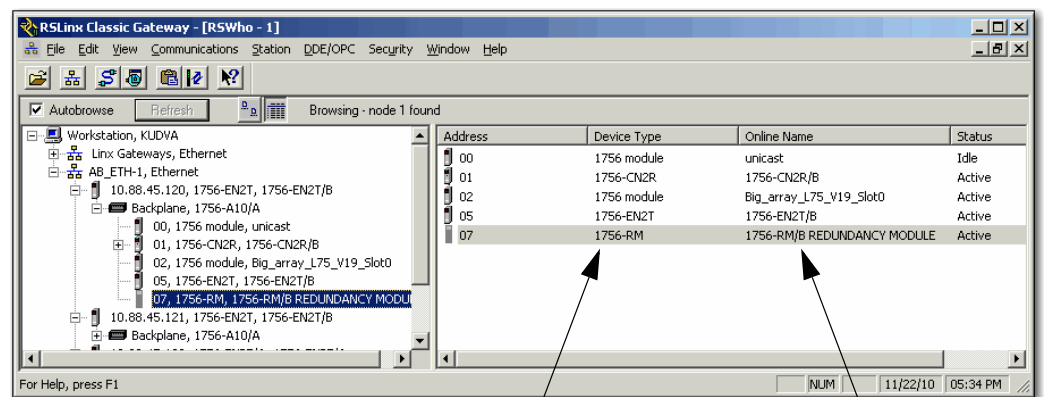 RSLinx Classic Gateway - [RSWho - 1]
File Edit View Communications Station DDE/OPC Security Window Help
Autobrowse Refresh Browsing - node 1 found
Workstation, KUDVA
Linx Gateways, Ethernet
AB_ETH-1, Ethernet
10.88.45.120, 1756-EN2T, 1756-EN2T/B
Backplane, 1756-A10/A
00, 1756 module, unicast
01, 1756-CN2R, 1756-CN2R/B
02, 1756 module, Big_array_L75_V19_Slot0
05, 1756-EN2T, 1756-EN2T/B
07, 1756-RM, 1756-RM/B REDUNDANCY MODU
10.88.45.121, 1756-EN2T, 1756-EN2T/B
Backplane, 1756-A10/A
Address Device Type Online Name Status
00 1756 module unicast Idle
01 1756-CN2R 1756-CN2R/B Active
02 1756 module Big_array_L75_V19_Slot0 Active
05 1756-EN2T 1756-EN2T/B Active
07 1756-RM 1756-RM/B REDUNDANCY MODULE Active
For Help, press F1 NUM 11/22/10 05:34 PM